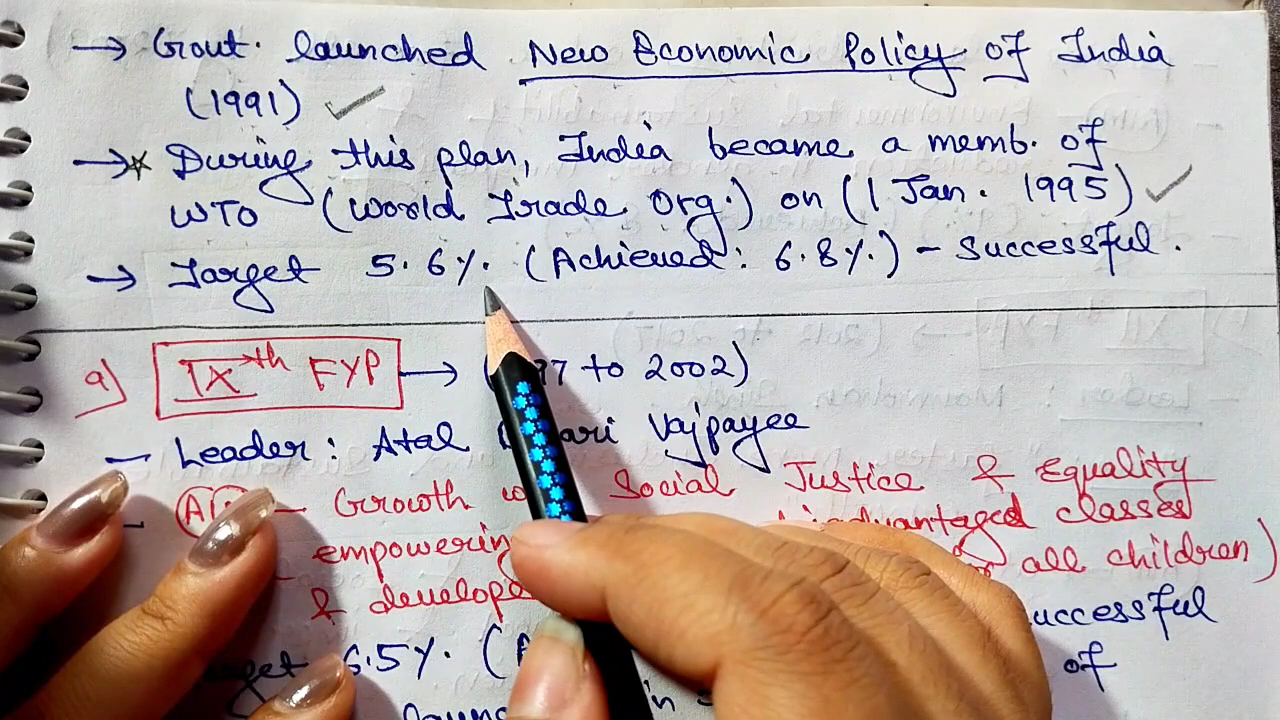 → Govt. launched New Economic Policy of India
(1991) ✓
→ * During this plan, India became a memb. of
WTO (World Trade Org.) on (1 Jan. 1995) ✓
→ Target 5.6%. (Achieved: 6.8%.) - Successful.
9) IXth FYP → 97 to 2002)
- Leader: Atal Vajpayee
- Growth Social Justice & Equality
empowering disadvantaged classes
all children)
& 
6.5%. ( uccessful
of